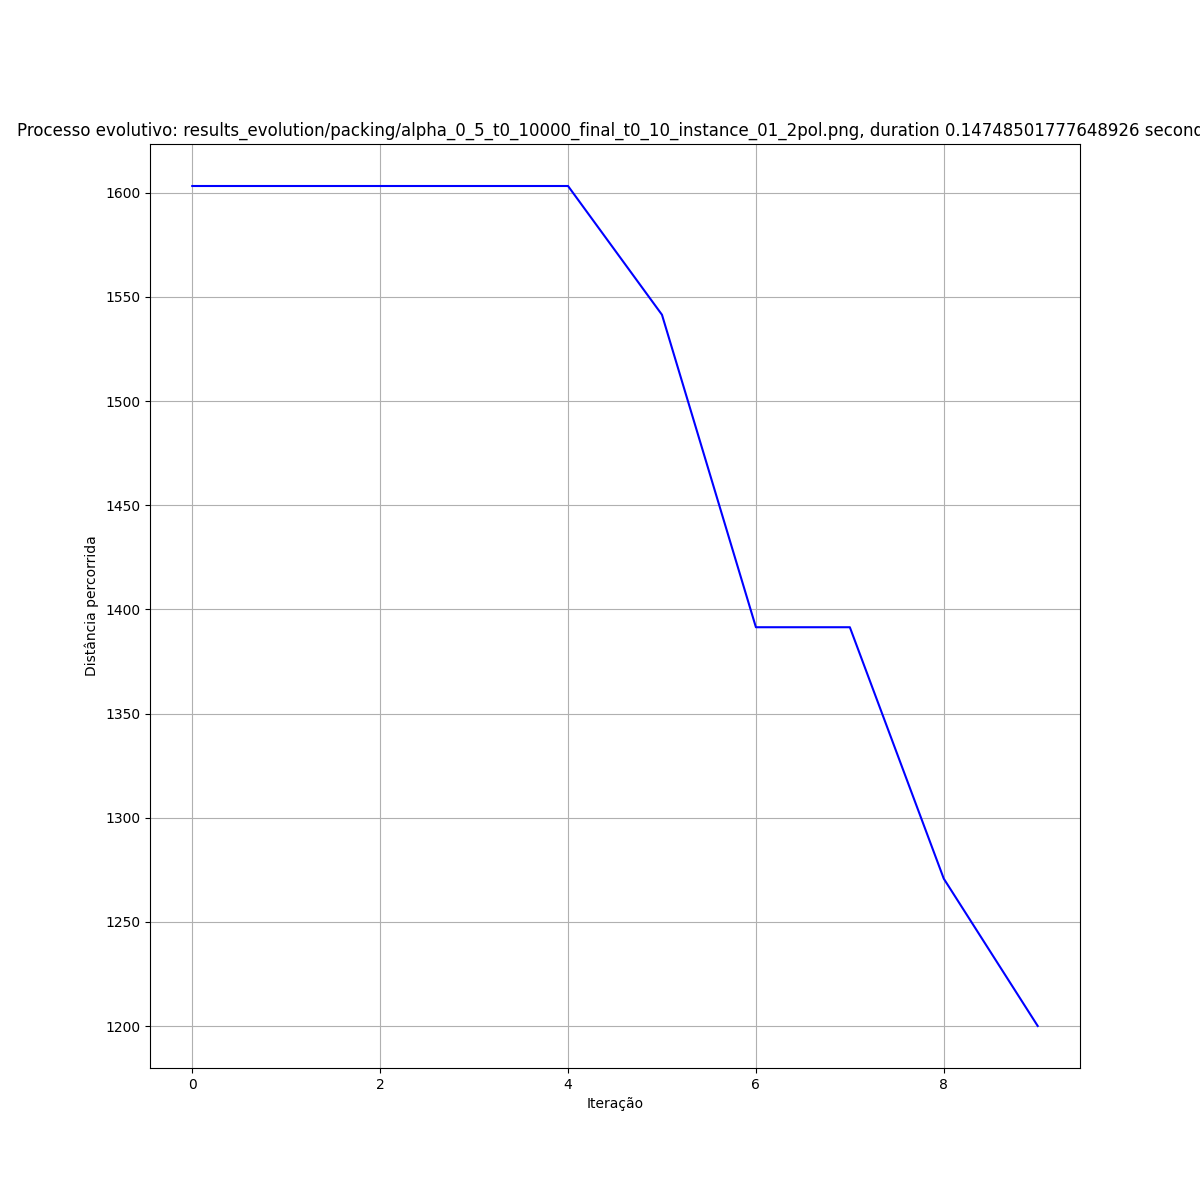 Processo evolutivo: results_evolution/packing/alpha_0_5_t0_10000_final_t0_10_instance_01_2pol.png, duration 0.14748501777648926 second
1600
1550
1500
1450
1400
1350
1300
1250
1200
Distância percorrida
0 2 4 6 8
Iteração